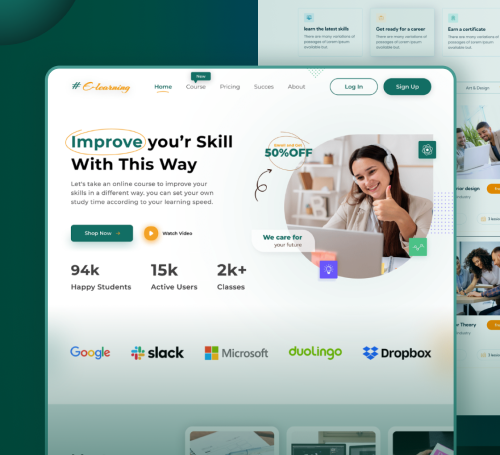 learn the latest skills
Get ready for a career
Earn a certificate
There are many variations of
passages of Lorem Ipsum
available but.
There are many variations of
passages of Lorem Ipsum
available but.
There are many variations of
passages of Lorem Ipsum
available but.
New
# E-learning
Home
Course
Pricing
Succes
About
Log In
Sign Up
Art & Design
Improve you'r Skill
With This Way
Let's take an online course to improve your
skills in a different way. you can set your own
study time according to your learning speed.
50%OFF
Shop Now →
Watch Video
We care for
your future
94k
Happy Students
15k
Active Users
2k+
Classes
Google
slack
Microsoft
duolingo
Dropbox
or design
r Theory